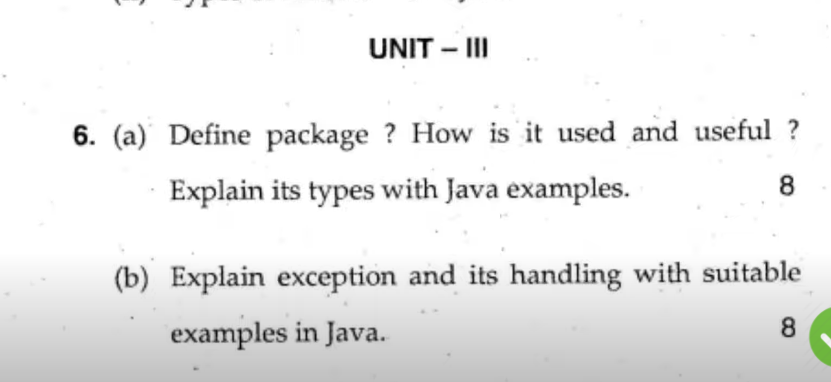 UNIT – III
6. (a) Define package ? How is it used and useful ?
Explain its types with Java examples. 8
(b) Explain exception and its handling with suitable
examples in Java. 8